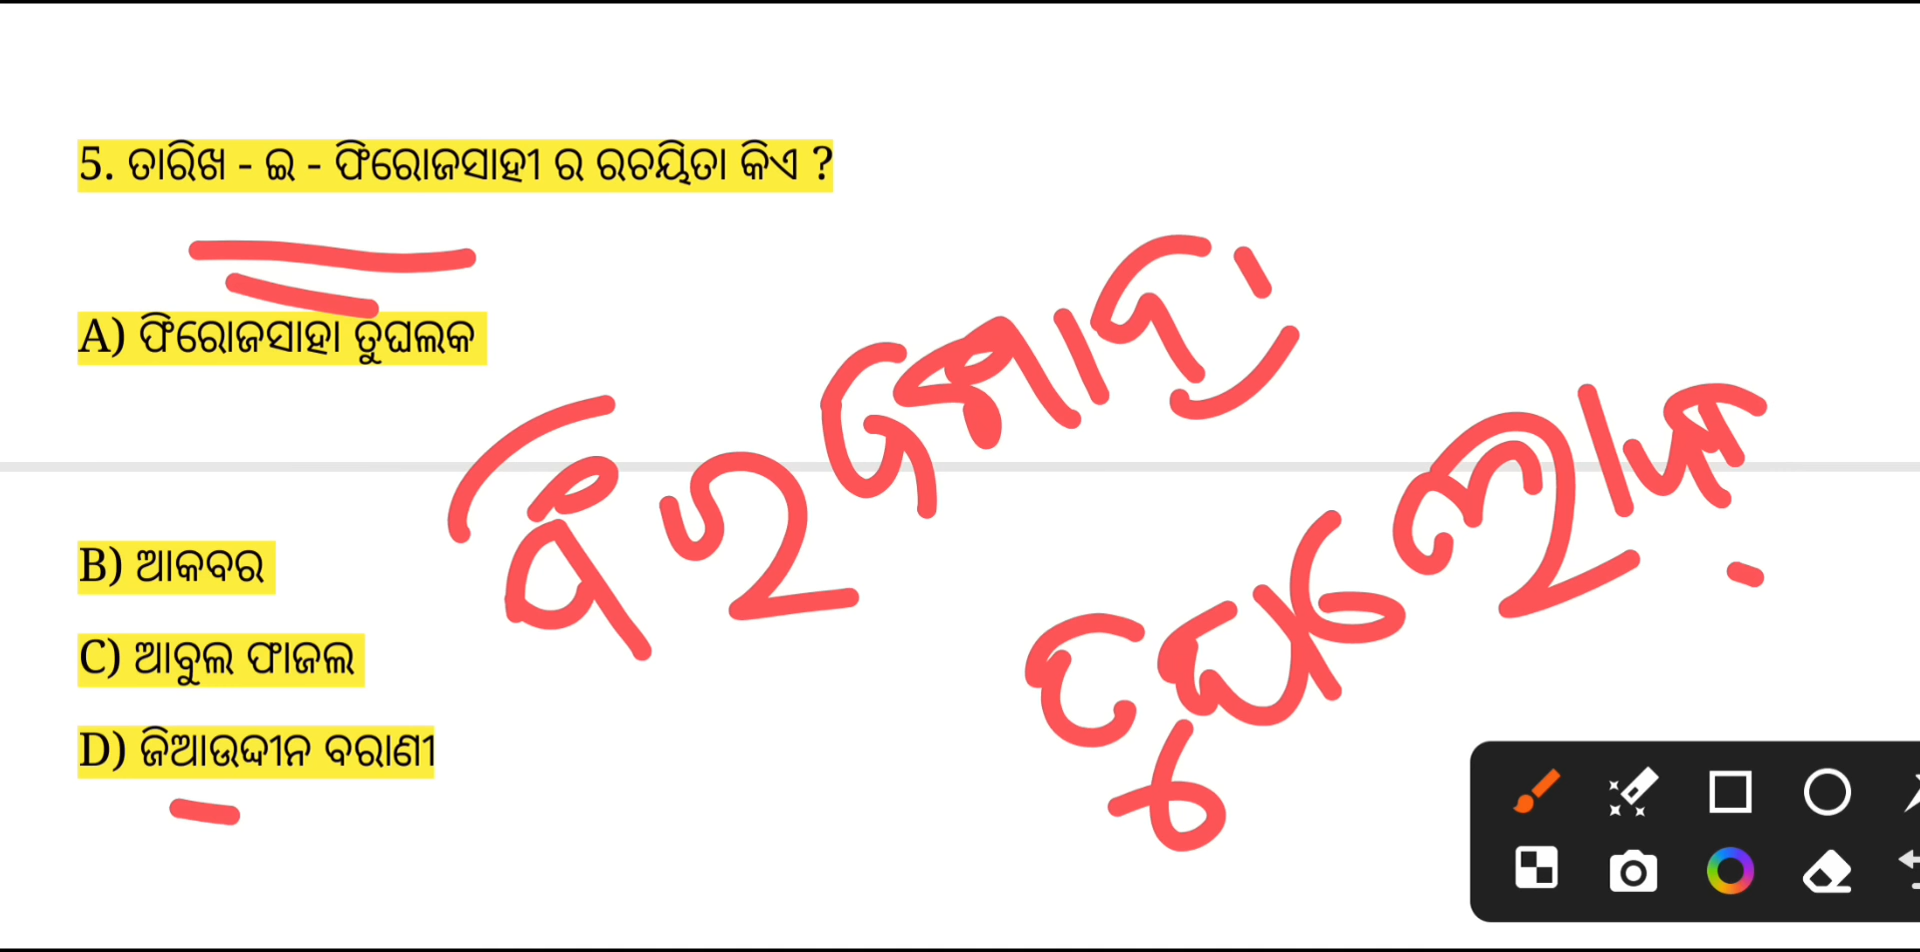 5. ତାରିଖ - ଇ - ଫିରୋଜସାହୀ ର ରଚୟିତା କିଏ ?
A) ଫିରୋଜସାହା ତୁଘଲକ
B) ଆକବର
C) ଆବୁଲ ଫାଜଲ
D) ଜିଆଉଦ୍ଦୀନ ବରାଣୀ